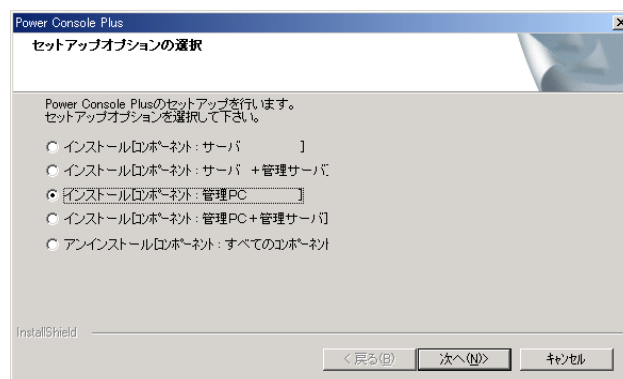 Power Console Plus
セットアップオプションの選択
Power Console Plusのセットアップを行います。
セットアップオプションを選択して下さい。
インストール[ｺﾝﾎﾟｰﾈﾝﾄ : サーバ ]
インストール[ｺﾝﾎﾟｰﾈﾝﾄ : サーバ +管理サーバ]
インストール[ｺﾝﾎﾟｰﾈﾝﾄ : 管理PC ]
インストール[ｺﾝﾎﾟｰﾈﾝﾄ : 管理PC+管理サーバ]
アンインストール[ｺﾝﾎﾟｰﾈﾝﾄ : すべてのｺﾝﾎﾟｰﾈﾝﾄ
InstallShield
< 戻る(B) 次へ(N)> ｷｬﾝｾﾙ